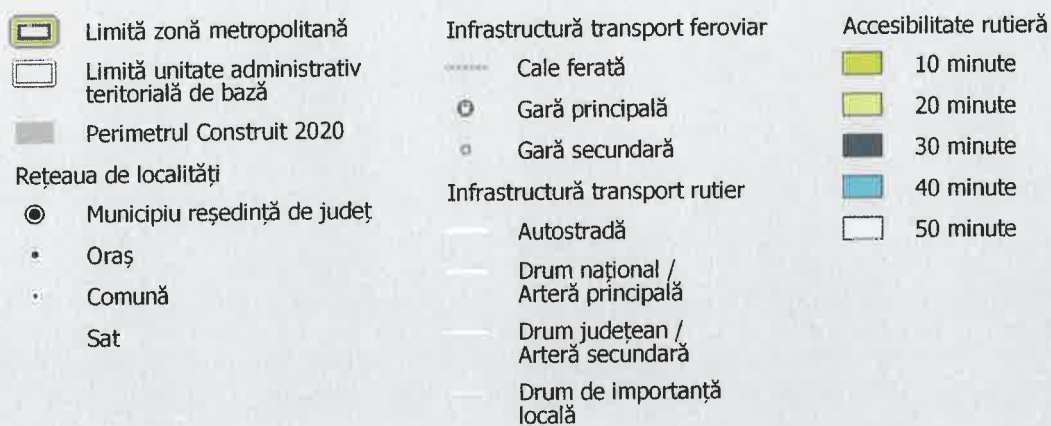 Limită zonă metropolitană
Limită unitate administrativ
teritorială de bază
Perimetrul Construit 2020
Rețeaua de localități
Municipiu reședință de județ
Oraș
Comună
Sat
Infrastructură transport feroviar
Cale ferată
Gară principală
Gară secundară
Infrastructură transport rutier
Autostradă
Drum național /
Arteră principală
Drum județean /
Arteră secundară
Drum de importanță
locală
Accesibilitate rutieră
10 minute
20 minute
30 minute
40 minute
50 minute